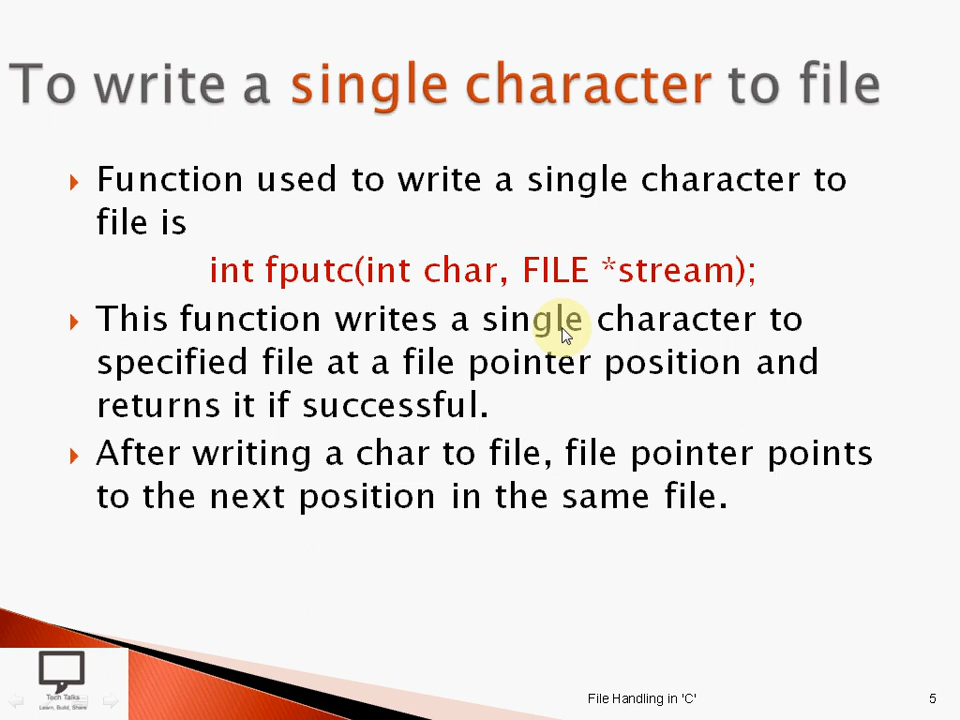 To write a single character to file
Function used to write a single character to
file is
int fputc(int char, FILE *stream);
This function writes a single character to
specified file at a file pointer position and
returns it if successful.
After writing a char to file, file pointer points
to the next position in the same file.
Tech Talks
Learn, Build, Share
File Handling in 'C'
5